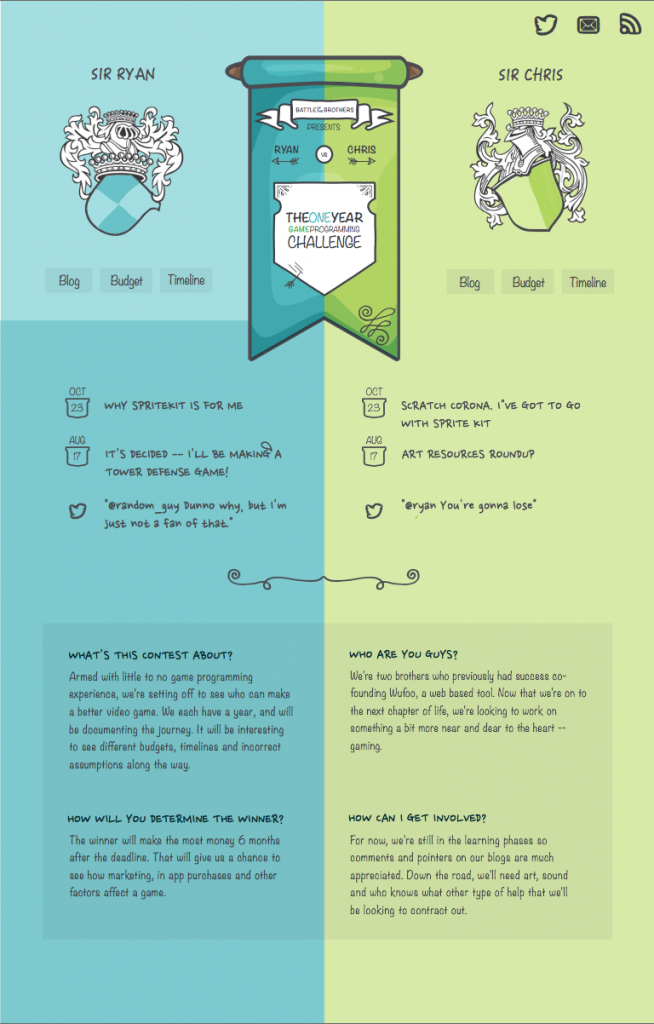 SIR RYAN
SIR CHRIS
BATTLE OF THE BROTHERS
PRESENTS
RYAN VS CHRIS
THEONEYEAR
GAMEPROGRAMMING
CHALLENGE
Blog Budget Timeline
Blog Budget Timeline
OCT
23
WHY SPRITEKIT IS FOR ME
AUG
17
IT'S DECIDED -- I'LL BE MAKING A
TOWER DEFENSE GAME!
"@random_guy Dunno why, but I'm
just not a fan of that."
OCT
23
SCRATCH CORONA. I"VE GOT TO GO
WITH SPRITE KIT
AUG
17
ART RESOURCES ROUNDUP
"@ryan You're gonna lose"
WHAT'S THIS CONTEST ABOUT?
Armed with little to no game programming
experience, we're setting off to see who can make
a better video game. We each have a year, and will
be documenting the journey. It will be interesting
to see different budgets, timelines and incorrect
assumptions along the way.
WHO ARE YOU GUYS?
We're two brothers who previously had success co-
founding Wufoo, a web based tool. Now that we're on to
the next chapter of life, we're looking to work on
something a bit more near and dear to the heart --
gaming.
HOW WILL YOU DETERMINE THE WINNER?
The winner will make the most money 6 months
after the deadline. That will give us a chance to
see how marketing, in app purchases and other
factors affect a game.
HOW CAN I GET INVOLVED?
For now, we're still in the learning phases so
comments and pointers on our blogs are much
appreciated. Down the road, we'll need art, sound
and who knows what other type of help that we'll
be looking to contract out.